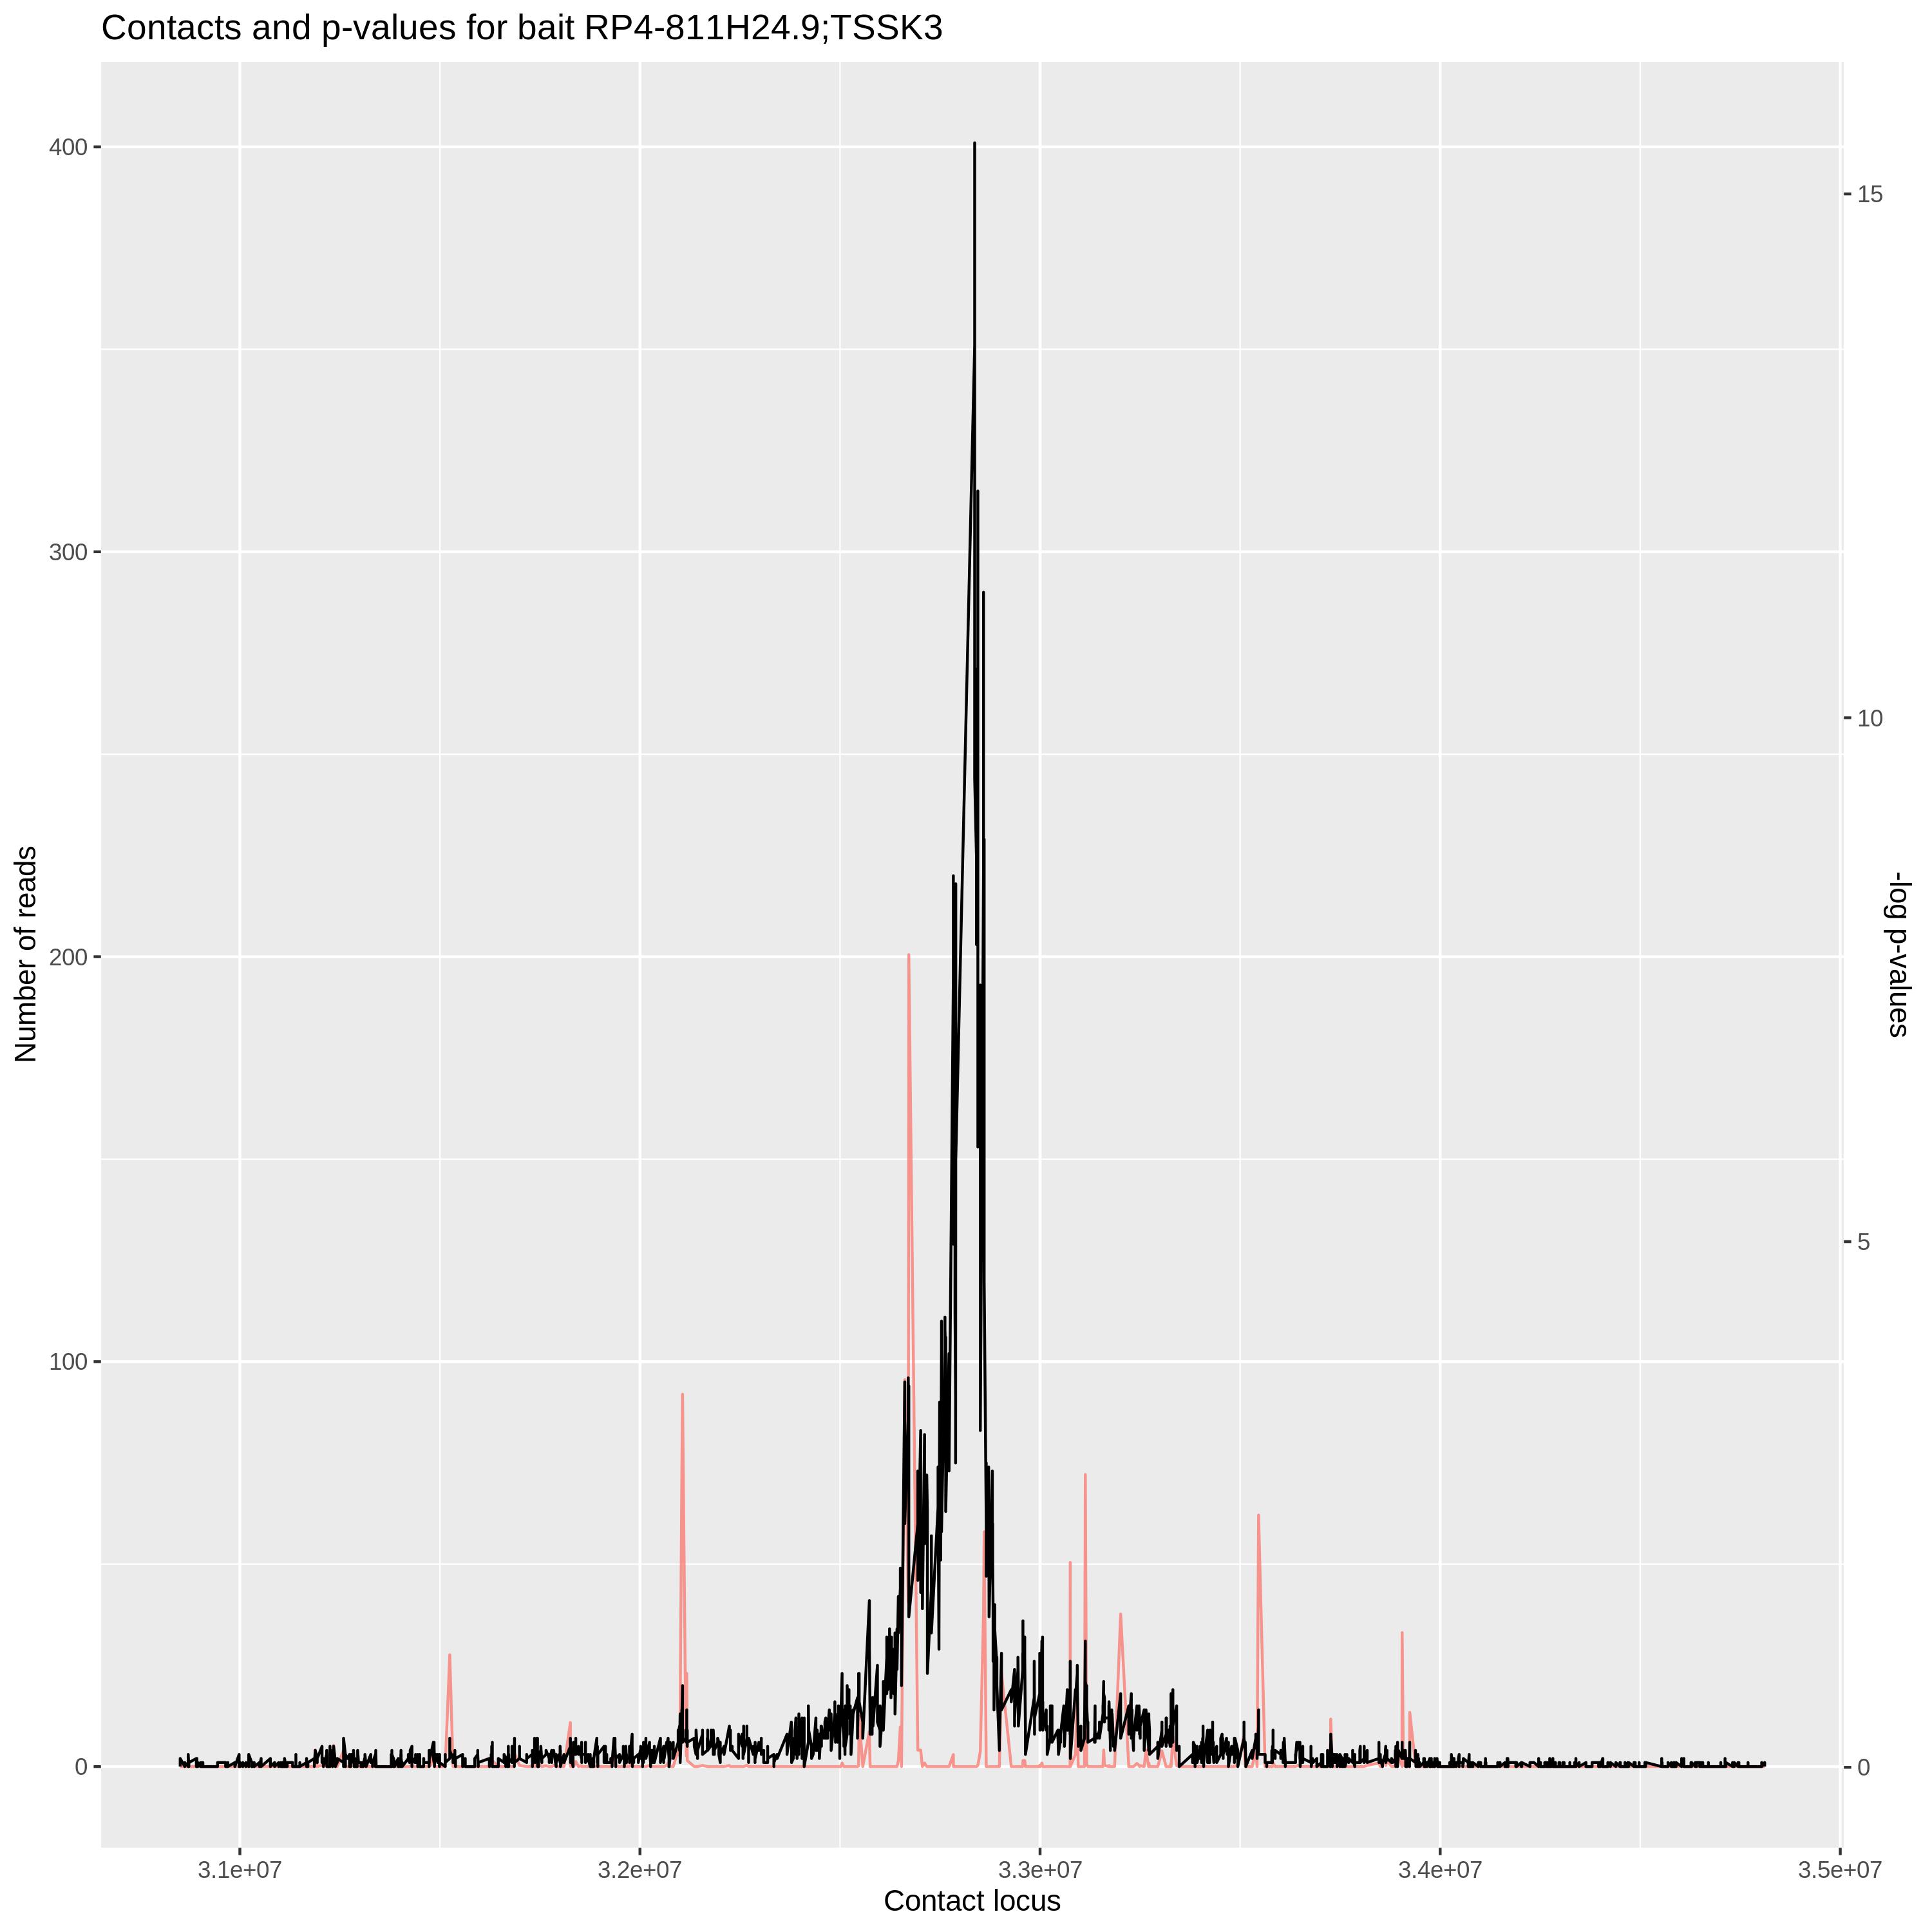 Contacts and p-values for bait RP4-811H24.9;TSSK3
400
300
200
100
0
Number of reads
15
10
5
0
-log p-values
3.1e+07
3.2e+07
3.3e+07
3.4e+07
3.5e+07
Contact locus